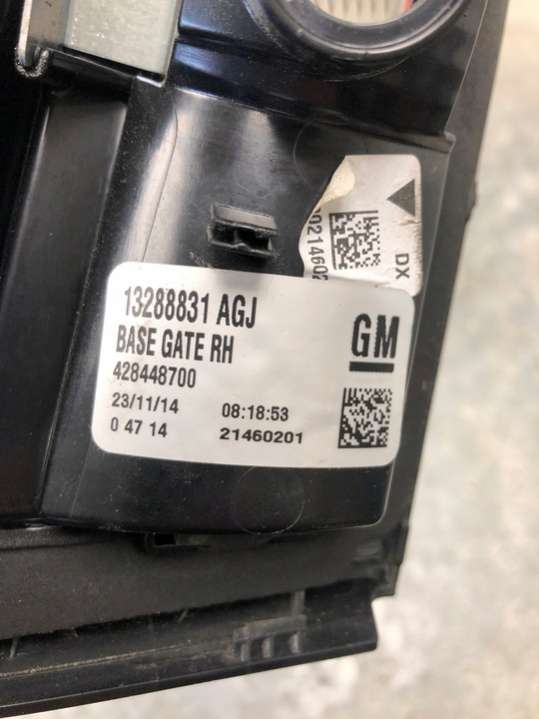 DX
13288831 AGJ
BASE GATE RH
GM
428448700
23/11/14 08:18:53
0 47 14 21460201